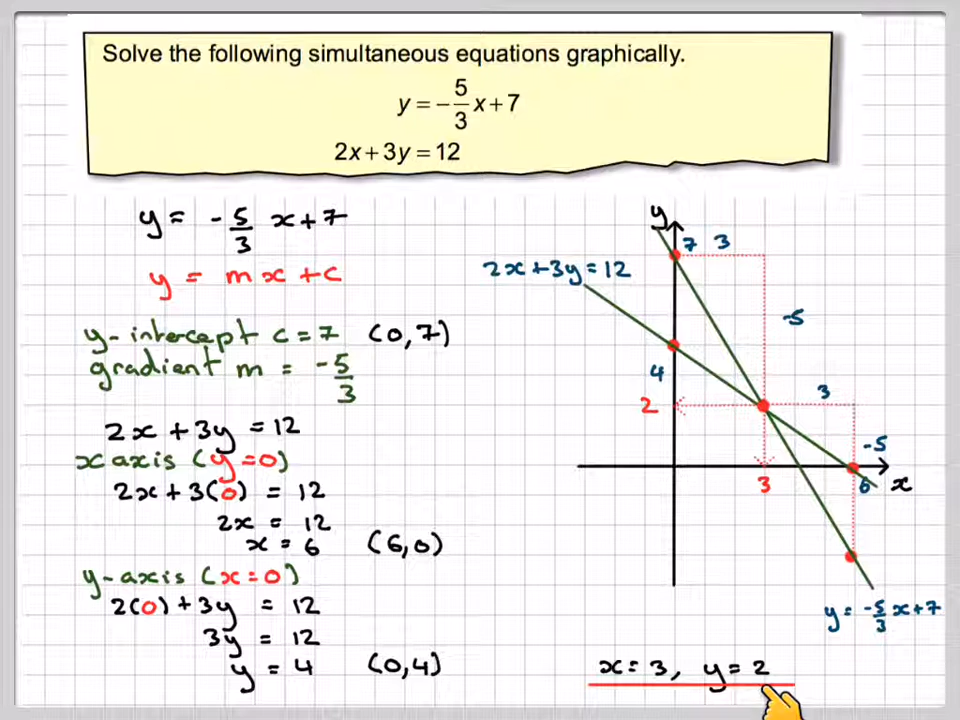 Solve the following simultaneous equations graphically.
y = -5/3 x + 7
2x + 3y = 12
y = -5/3 x + 7
y = mx + c
y-intercept c = 7 (0,7)
gradient m = -5/3
2x + 3y = 12
x axis (y=0)
2x + 3(0) = 12
2x = 12
x = 6 (6,0)
y-axis (x=0)
2(0) + 3y = 12
3y = 12
y = 4 (0,4)
y
7 3
2x+3y=12
-5
4
2
3
-5
3
6
x
y = -5/3 x+7
x = 3, y = 2